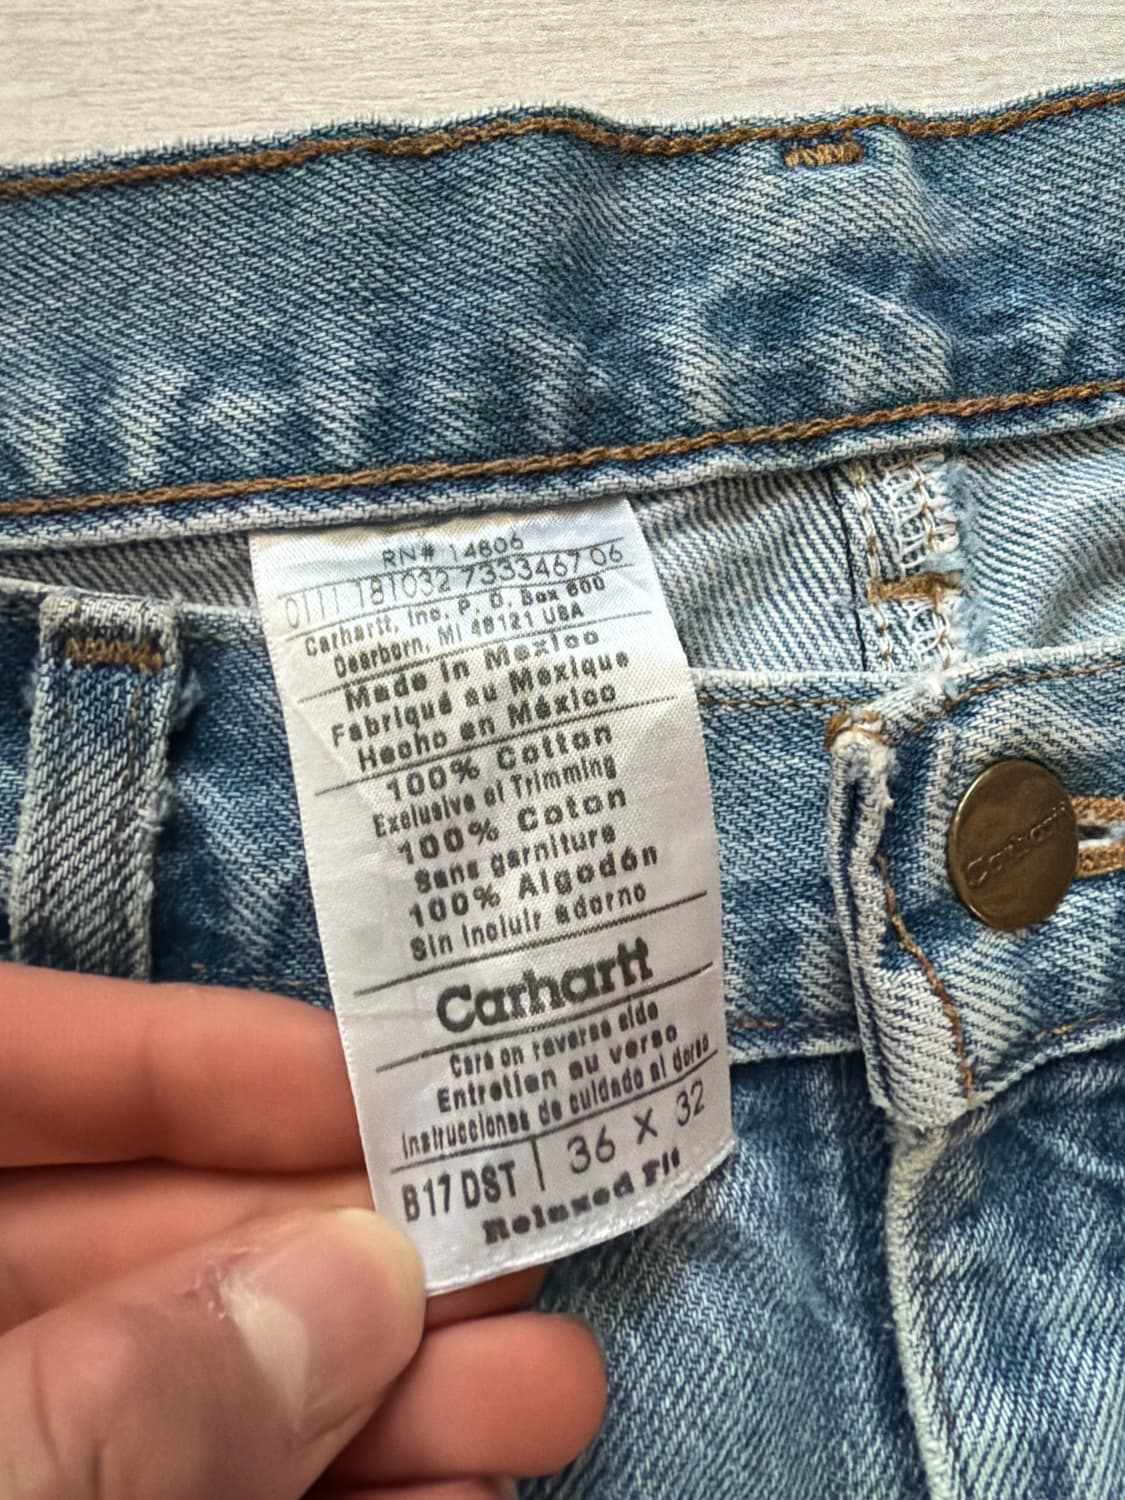 RN# 14806
0111 181032 7333467 06
Carhartt, Inc. P. O. Box 600
Dearborn, MI 48121 USA
Made in Mexico
Fabriqué au Mexique
Hecho en México
100% Cotton
Exclusive of Trimming
100% Coton
Sans garniture
100% Algodón
Sin Incluir adorno
Carhartt
Care on reverse side
Entretien au verso
Instrucciones de cuidado al dorso
B17 DST | 36 X 32
Relaxed Fit
Carhartt